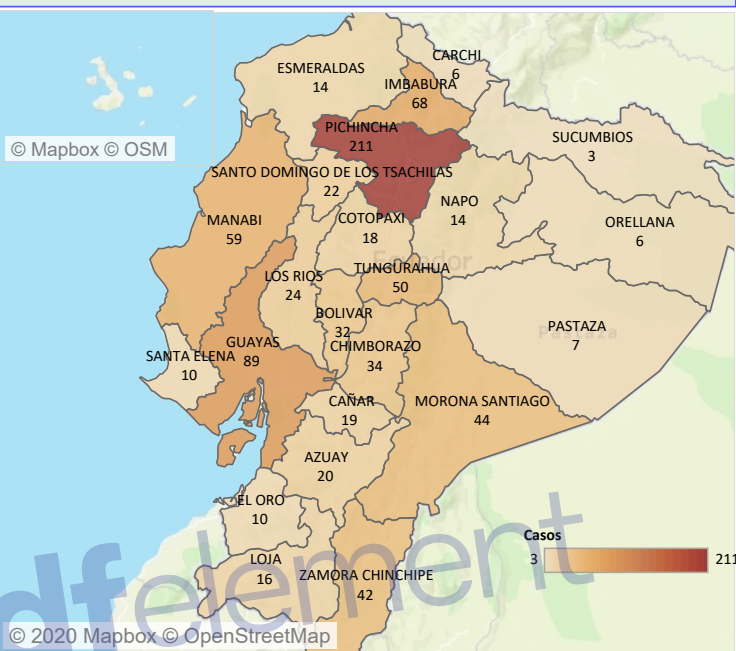 CARCHI
6
ESMERALDAS
14
IMBABURA
68
© Mapbox © OSM
PICHINCHA
211
SUCUMBIOS
3
SANTO DOMINGO DE LOS TSACHILAS
22
NAPO
14
MANABI
59
COTOPAXI
18
ORELLANA
6
Ecuador
TUNGURAHUA
50
LOS RIOS
24
BOLIVAR
32
PASTAZA
Pastaza
7
GUAYAS
89
CHIMBORAZO
34
SANTA ELENA
10
CAÑAR
19
MORONA SANTIAGO
44
AZUAY
20
EL ORO
10
Casos
3
211
LOJA
16
ZAMORA CHINCHIPE
42
dfelement
© 2020 Mapbox © OpenStreetMap